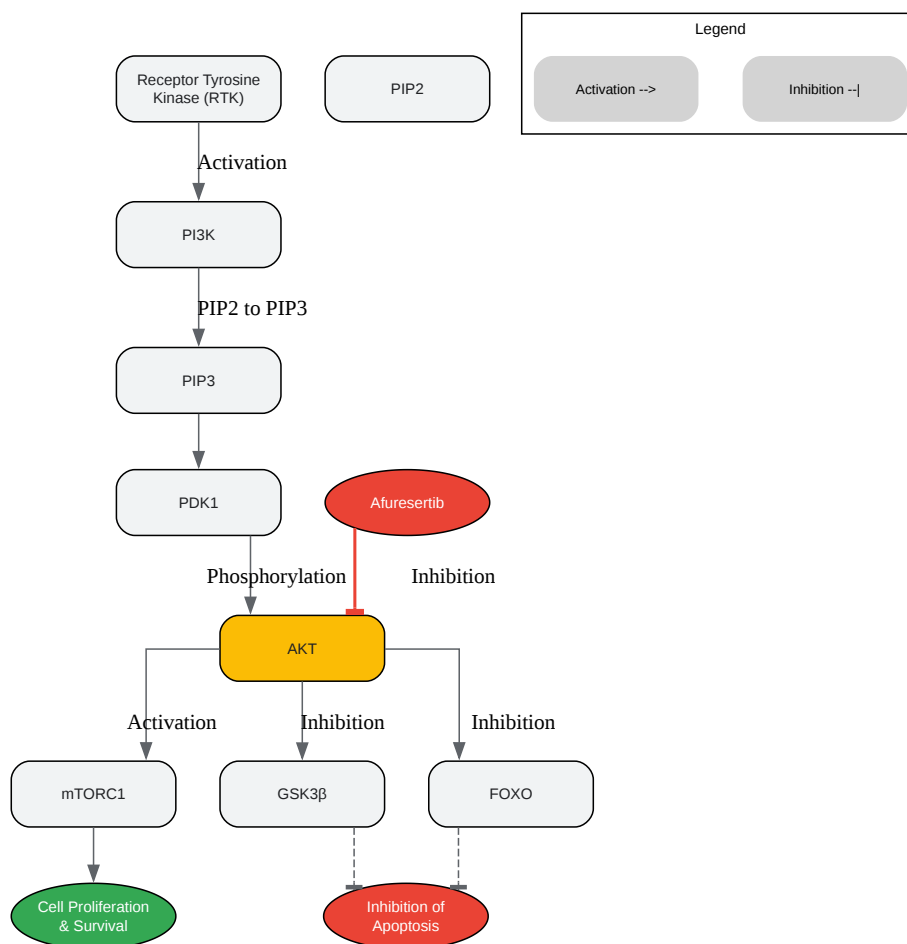 Legend
Receptor Tyrosine
Kinase (RTK)
PIP2
Activation -->
Inhibition --|
Activation
PI3K
PIP2 to PIP3
PIP3
PDK1
Afuresertib
Phosphorylation
Inhibition
AKT
Activation
Inhibition
Inhibition
mTORC1
GSK3β
FOXO
Cell Proliferation
& Survival
Inhibition of
Apoptosis